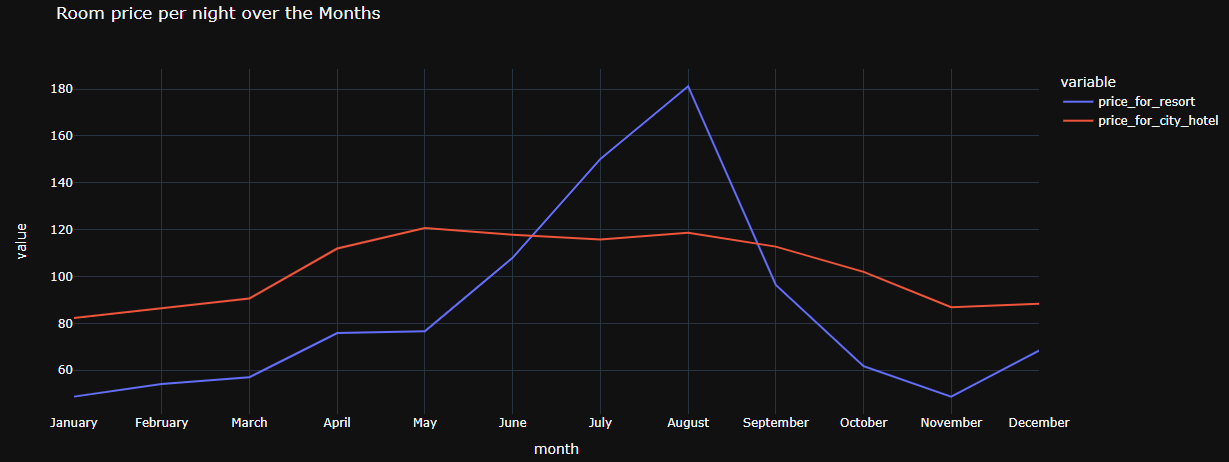 Room price per night over the Months
variable
price_for_resort
price_for_city_hotel
value
180
160
140
120
100
80
60
January February March April May June July August September October November December
month